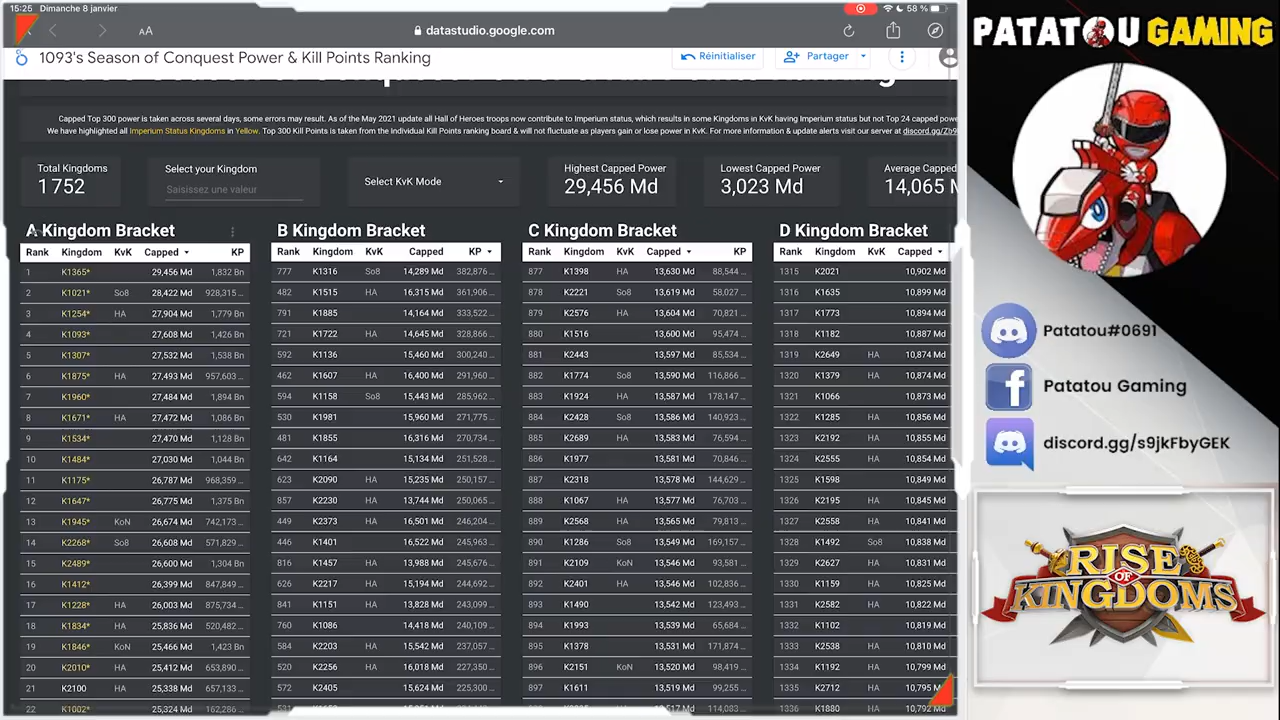 15:25 Dimanche 8 janvier
58 %
AA
datastudio.google.com
1093's Season of Conquest Power & Kill Points Ranking
Réinitialiser
Partager
Capped Top 300 power is taken across several days, some errors may result. As of the May 2021 update all Hall of Heroes troops now contribute to Imperium status, which results in some Kingdoms in KvK having Imperium status but not Top 24 capped powe
We have highlighted all Imperium Status Kingdoms in Yellow. Top 300 Kill Points is taken from the Individual Kill Points ranking board & will not fluctuate as players gain or lose power in KvK. For more information & update alerts visit our server at discord.gg/Zb9
Total Kingdoms
1 752
Select your Kingdom
Saisissez une valeur
Select KvK Mode
Highest Capped Power
29,456 Md
Lowest Capped Power
3,023 Md
Average Capped
14,065 M
A Kingdom Bracket
Rank Kingdom KvK Capped KP
1 K1365* 29,456 Md 1,832 Bn
2 K1021* So8 28,422 Md 928,315 ...
3 K1254* HA 27,904 Md 1,779 Bn
4 K1093* 27,608 Md 1,426 Bn
5 K1307* 27,532 Md 1,538 Bn
6 K1875* HA 27,493 Md 957,603 ...
7 K1960* 27,484 Md 1,894 Bn
8 K1671* HA 27,472 Md 1,086 Bn
9 K1534* 27,470 Md 1,128 Bn
10 K1484* 27,030 Md 1,044 Bn
11 K1175* 26,787 Md 968,359 ...
12 K1647* 26,775 Md 1,375 Bn
13 K1945* KoN 26,674 Md 742,173 ...
14 K2268* So8 26,608 Md 571,829 ...
15 K2489* 26,600 Md 1,304 Bn
16 K1412* 26,399 Md 847,849 ...
17 K1228* HA 26,003 Md 875,734 ...
18 K1834* HA 25,836 Md 520,482 ...
19 K1846* KoN 25,466 Md 1,423 Bn
20 K2010* HA 25,412 Md 653,890 ...
21 K2100 HA 25,338 Md 657,133 ...
22 K1002* 25,324 Md 162,286 ...
B Kingdom Bracket
Rank Kingdom KvK Capped KP
777 K1316 So8 14,289 Md 382,876 ...
482 K1515 HA 16,315 Md 361,906 ...
791 K1885 14,164 Md 333,522 ...
721 K1722 HA 14,645 Md 328,866 ...
592 K1136 15,460 Md 300,240 ...
462 K1607 HA 16,400 Md 291,960 ...
594 K1158 So8 15,443 Md 285,962 ...
530 K1981 15,960 Md 271,775 ...
481 K1855 16,316 Md 270,734 ...
642 K1164 15,134 Md 251,528 ...
623 K2090 HA 15,235 Md 250,157 ...
857 K2230 HA 13,744 Md 250,065 ...
449 K2373 HA 16,501 Md 246,204 ...
446 K1401 16,522 Md 245,963 ...
816 K1457 HA 13,988 Md 245,676 ...
626 K2217 HA 15,194 Md 244,692 ...
841 K1151 HA 13,828 Md 243,099 ...
760 K1086 14,418 Md 240,109 ...
584 K2203 HA 15,542 Md 237,057 ...
520 K2256 HA 16,018 Md 227,350 ...
572 K2405 15,624 Md 225,300 ...
C Kingdom Bracket
Rank Kingdom KvK Capped KP
877 K1398 HA 13,630 Md 88,544 ...
878 K2221 So8 13,619 Md 58,027 ...
879 K2576 HA 13,604 Md 70,821 ...
880 K1516 13,600 Md 95,474 ...
881 K2443 13,597 Md 85,534 ...
882 K1774 So8 13,590 Md 116,866 ...
883 K1924 HA 13,587 Md 178,147 ...
884 K2428 So8 13,586 Md 140,923 ...
885 K2689 HA 13,583 Md 76,594 ...
886 K1977 13,581 Md 70,846 ...
887 K2318 13,578 Md 144,629 ...
888 K1067 HA 13,577 Md 76,703 ...
889 K2568 HA 13,565 Md 79,813 ...
890 K1286 So8 13,549 Md 169,157 ...
891 K2109 KoN 13,546 Md 93,581 ...
892 K2401 HA 13,546 Md 102,836 ...
893 K1490 13,542 Md 123,493 ...
894 K1993 13,539 Md 65,684 ...
895 K1378 13,531 Md 171,874 ...
896 K2151 KoN 13,520 Md 98,419 ...
897 K1611 13,519 Md 99,255 ...
13,517 Md 114,083 ...
D Kingdom Bracket
Rank Kingdom KvK Capped
1315 K2021 10,902 Md
1316 K1635 10,899 Md
1317 K1773 10,894 Md
1318 K1182 10,887 Md
1319 K2649 HA 10,874 Md
1320 K1379 HA 10,874 Md
1321 K1066 10,873 Md
1322 K1285 HA 10,856 Md
1323 K2192 HA 10,855 Md
1324 K2555 HA 10,854 Md
1325 K1598 10,849 Md
1326 K2195 HA 10,845 Md
1327 K2558 HA 10,841 Md
1328 K1492 So8 10,838 Md
1329 K2627 HA 10,831 Md
1330 K1159 HA 10,825 Md
1331 K2582 HA 10,822 Md
1332 K1102 10,819 Md
1333 K2538 HA 10,810 Md
1334 K1192 HA 10,799 Md
1335 K2712 HA 10,795 Md
1336 K1880 HA 10,792 Md
PATATOU GAMING
Patatou#0691
Patatou Gaming
discord.gg/s9jkFbyGEK
RISE
OF
KINGDOMS